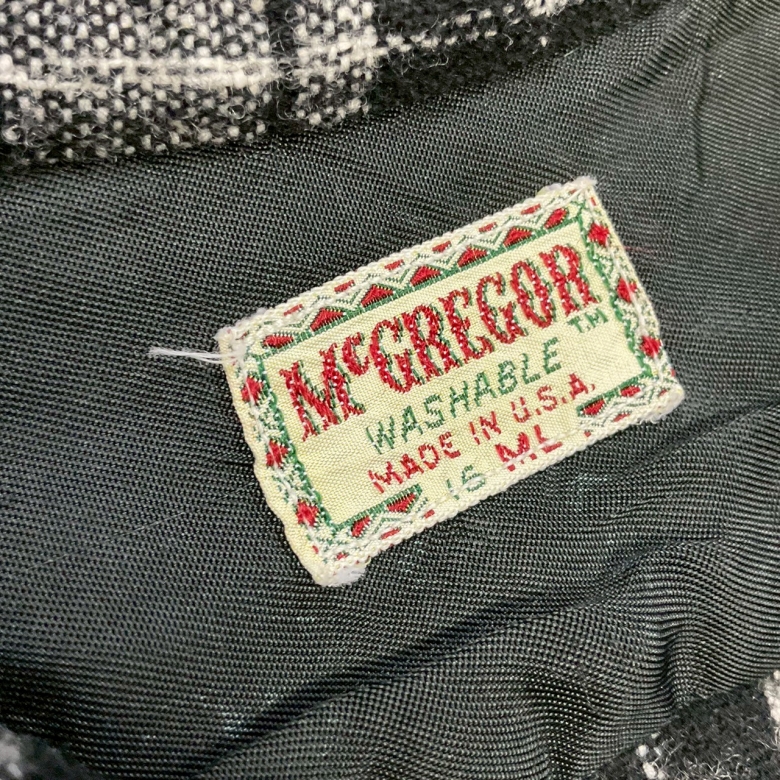 McGREGOR
WASHABLE ™
MADE IN U.S.A.
16 ML